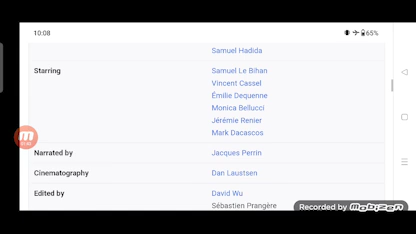 10:08
65%
Samuel Hadida
Starring
Samuel Le Bihan
Vincent Cassel
Émilie Dequenne
Monica Bellucci
Jérémie Renier
Mark Dacascos
Narrated by
Jacques Perrin
Cinematography
Dan Laustsen
Edited by
David Wu
Sébastien Prangère
Recorded by Mobizen